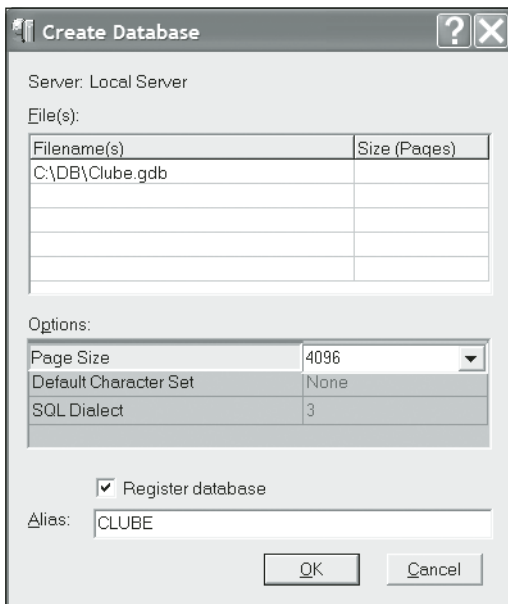 Create Database
Server: Local Server
File(s):
Filename(s) Size (Pages)
C:\DB\Clube.gdb
Options:
Page Size 4096
Default Character Set None
SQL Dialect 3
Register database
Alias: CLUBE
OK Cancel